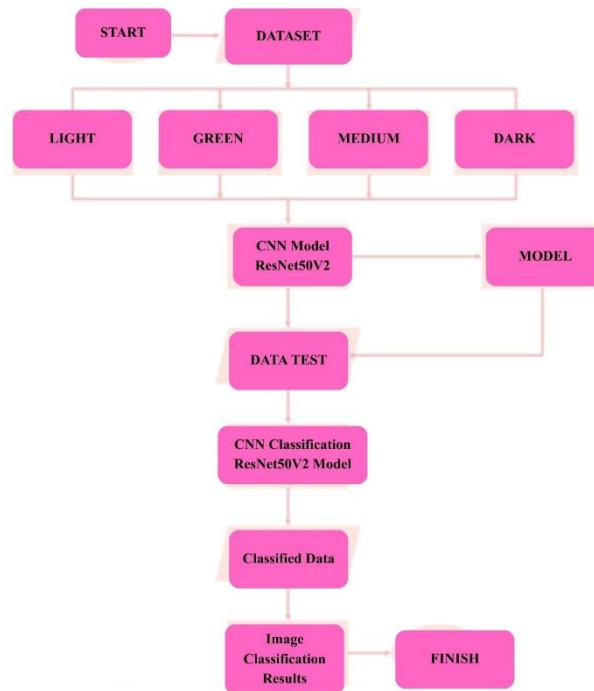 START
DATASET
LIGHT
GREEN
MEDIUM
DARK
CNN Model
ResNet50V2
MODEL
DATA TEST
CNN Classification
ResNet50V2 Model
Classified Data
Image
Classification
Results
FINISH